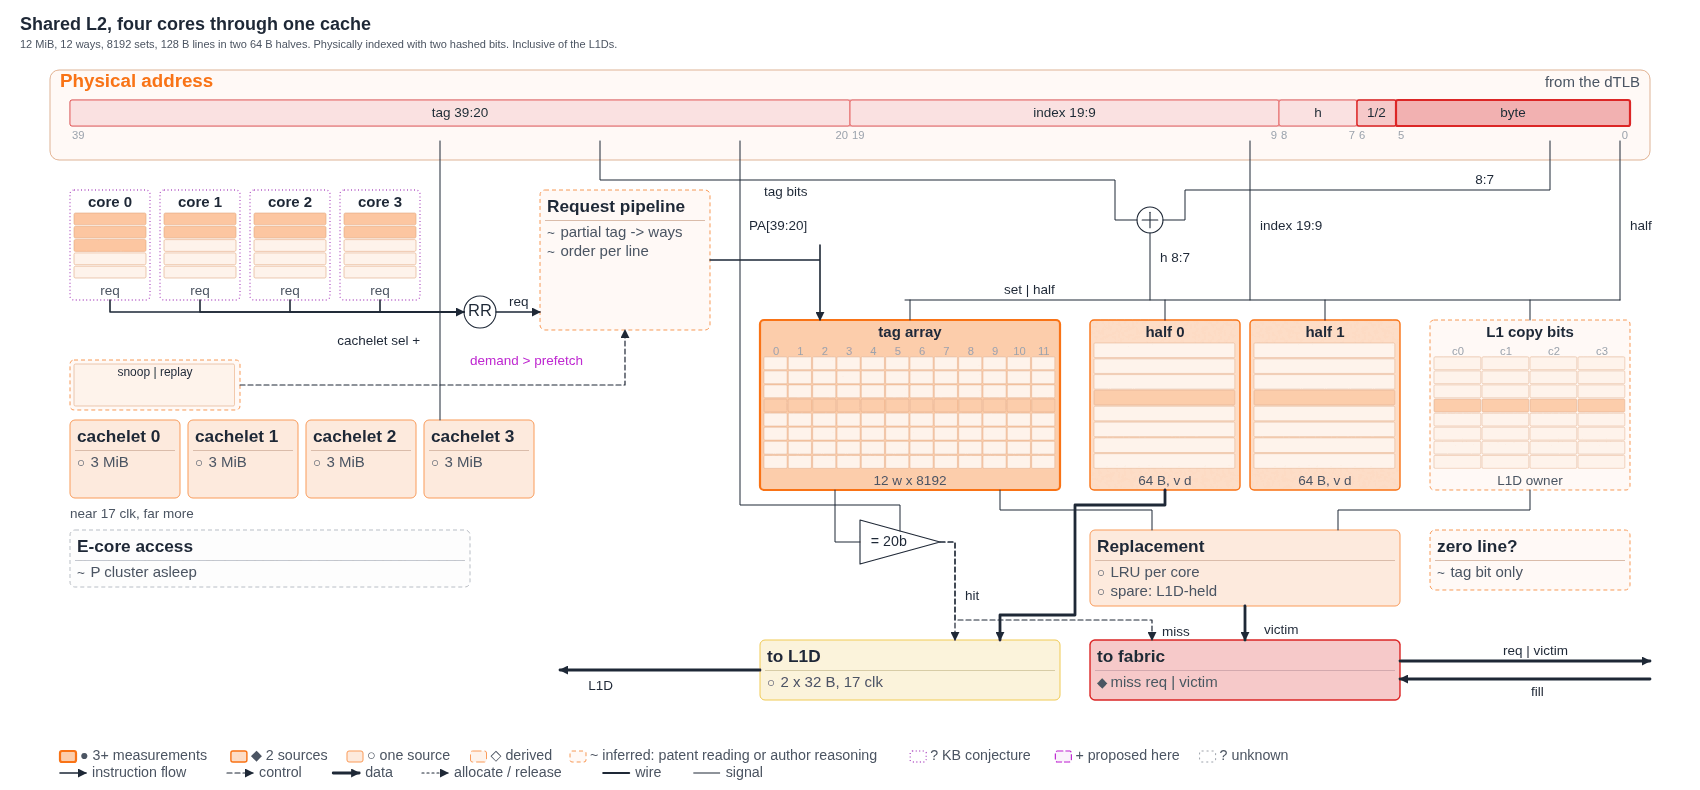 Shared L2, four cores through one cache
12 MiB, 12 ways, 8192 sets, 128 B lines in two 64 B halves. Physically indexed with two hashed bits. Inclusive of the L1Ds.
Physical address
from the dTLB
tag 39:20
index 19:9
h
1/2
byte
39
20 19
9 8
7 6
5
0
core 0
core 1
core 2
core 3
req
req
req
req
RR
req
Request pipeline
~ partial tag -> ways
~ order per line
tag bits
PA[39:20]
8:7
h 8:7
index 19:9
half
set | half
cachelet sel +
demand > prefetch
snoop | replay
cachelet 0
○ 3 MiB
cachelet 1
○ 3 MiB
cachelet 2
○ 3 MiB
cachelet 3
○ 3 MiB
near 17 clk, far more
E-core access
~ P cluster asleep
tag array
0 1 2 3 4 5 6 7 8 9 10 11
12 w x 8192
half 0
64 B, v d
half 1
64 B, v d
L1 copy bits
c0 c1 c2 c3
L1D owner
= 20b
hit
Replacement
○ LRU per core
○ spare: L1D-held
zero line?
~ tag bit only
miss
victim
to L1D
○ 2 x 32 B, 17 clk
L1D
to fabric
◆ miss req | victim
req | victim
fill
● 3+ measurements
◆ 2 sources
○ one source
◇ derived
~ inferred: patent reading or author reasoning
? KB conjecture
+ proposed here
? unknown
instruction flow
control
data
allocate / release
wire
signal